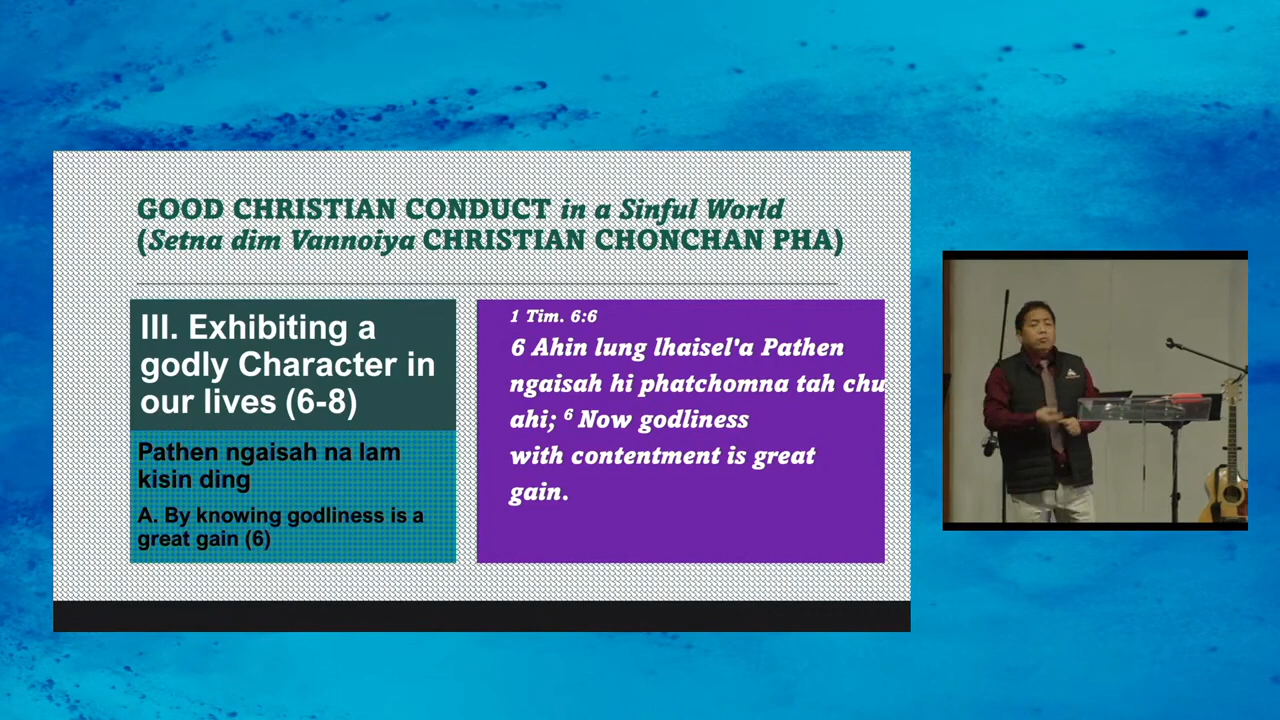 GOOD CHRISTIAN CONDUCT in a Sinful World
(Setna dim Vannoiya CHRISTIAN CHONCHAN PHA)
III. Exhibiting a
godly Character in
our lives (6-8)
Pathen ngaisah na lam
kisin ding
A. By knowing godliness is a
great gain (6)
1 Tim. 6:6
6 Ahin lung lhaisel'a Pathen
ngaisah hi phatchomna tah chu
ahi; ⁶ Now godliness
with contentment is great
gain.